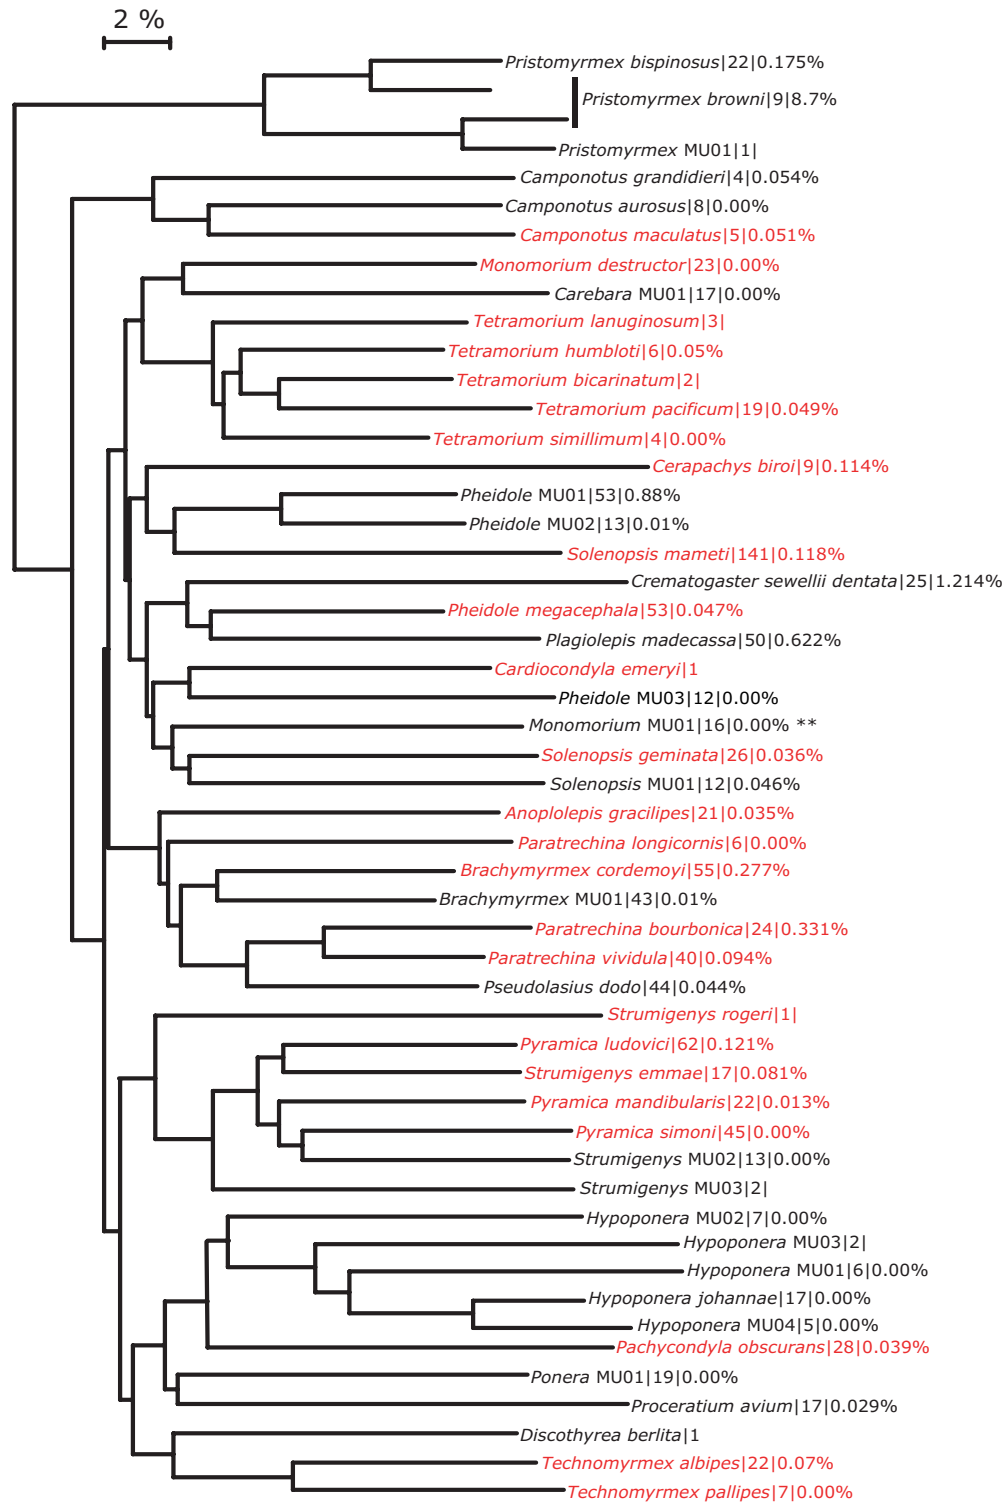 2 %
Pristomyrmex bispinosus|22|0.175%
Pristomyrmex browni|9|8.7%
Pristomyrmex MU01|1|
Camponotus grandidieri|4|0.054%
Camponotus aurosus|8|0.00%
Camponotus maculatus|5|0.051%
Monomorium destructor|23|0.00%
Carebara MU01|17|0.00%
Tetramorium lanuginosum|3|
Tetramorium humbloti|6|0.05%
Tetramorium bicarinatum|2|
Tetramorium pacificum|19|0.049%
Tetramorium simillimum|4|0.00%
Cerapachys biroi|9|0.114%
Pheidole MU01|53|0.88%
Pheidole MU02|13|0.01%
Solenopsis mameti|141|0.118%
Crematogaster sewellii dentata|25|1.214%
Pheidole megacephala|53|0.047%
Plagiolepis madecassa|50|0.622%
Cardiocondyla emeryi|1
Pheidole MU03|12|0.00%
Monomorium MU01|16|0.00% **
Solenopsis geminata|26|0.036%
Solenopsis MU01|12|0.046%
Anoplolepis gracilipes|21|0.035%
Paratrechina longicornis|6|0.00%
Brachymyrmex cordemoyi|55|0.277%
Brachymyrmex MU01|43|0.01%
Paratrechina bourbonica|24|0.331%
Paratrechina vividula|40|0.094%
Pseudolasius dodo|44|0.044%
Strumigenys rogeri|1|
Pyramica ludovici|62|0.121%
Strumigenys emmae|17|0.081%
Pyramica mandibularis|22|0.013%
Pyramica simoni|45|0.00%
Strumigenys MU02|13|0.00%
Strumigenys MU03|2|
Hypoponera MU02|7|0.00%
Hypoponera MU03|2|
Hypoponera MU01|6|0.00%
Hypoponera johannae|17|0.00%
Hypoponera MU04|5|0.00%
Pachycondyla obscurans|28|0.039%
Ponera MU01|19|0.00%
Proceratium avium|17|0.029%
Discothyrea berlita|1
Technomyrmex albipes|22|0.07%
Technomyrmex pallipes|7|0.00%